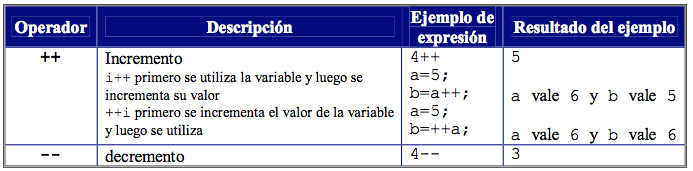 Operador Descripción Ejemplo de expresión Resultado del ejemplo
++ Incremento 4++ 5
i++ primero se utiliza la variable y luego se a=5;
incrementa su valor b=a++; a vale 6 y b vale 5
++i primero se incrementa el valor de la variable a=5;
y luego se utiliza b=++a; a vale 6 y b vale 6
-- decremento 4-- 3